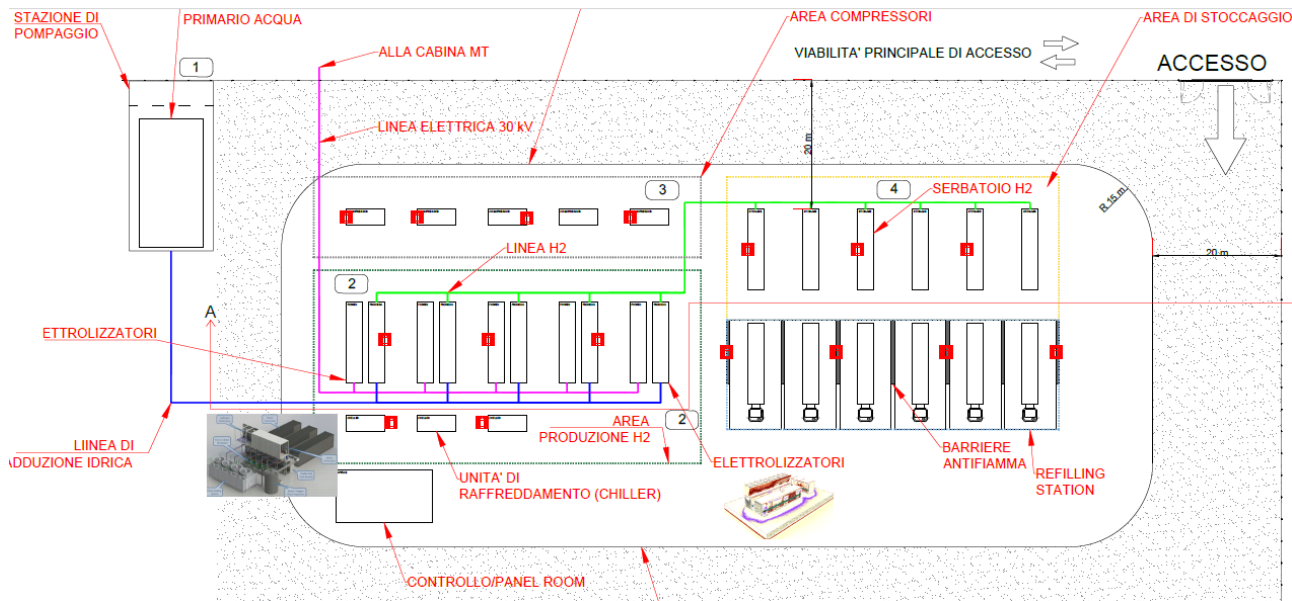 STAZIONE DI
POMPAGGIO
PRIMARIO ACQUA
1
ALLA CABINA MT
AREA COMPRESSORI
VIABILITA' PRINCIPALE DI ACCESSO
AREA DI STOCCAGGIO
ACCESSO
LINEA ELETTRICA 30 kV
20 m
3
4
SERBATOIO H2
R 15 m
LINEA H2
20 m
2
A
ETTROLIZZATORI
LIINEA DI
ADDUZIONE IDRICA
AREA
PRODUZIONE H2
2
UNITA' DI
RAFFREDDAMENTO (CHILLER)
ELETTROLIZZATORI
BARRIERE
ANTIFIAMMA
REFILLING
STATION
CONTROLLO/PANEL ROOM